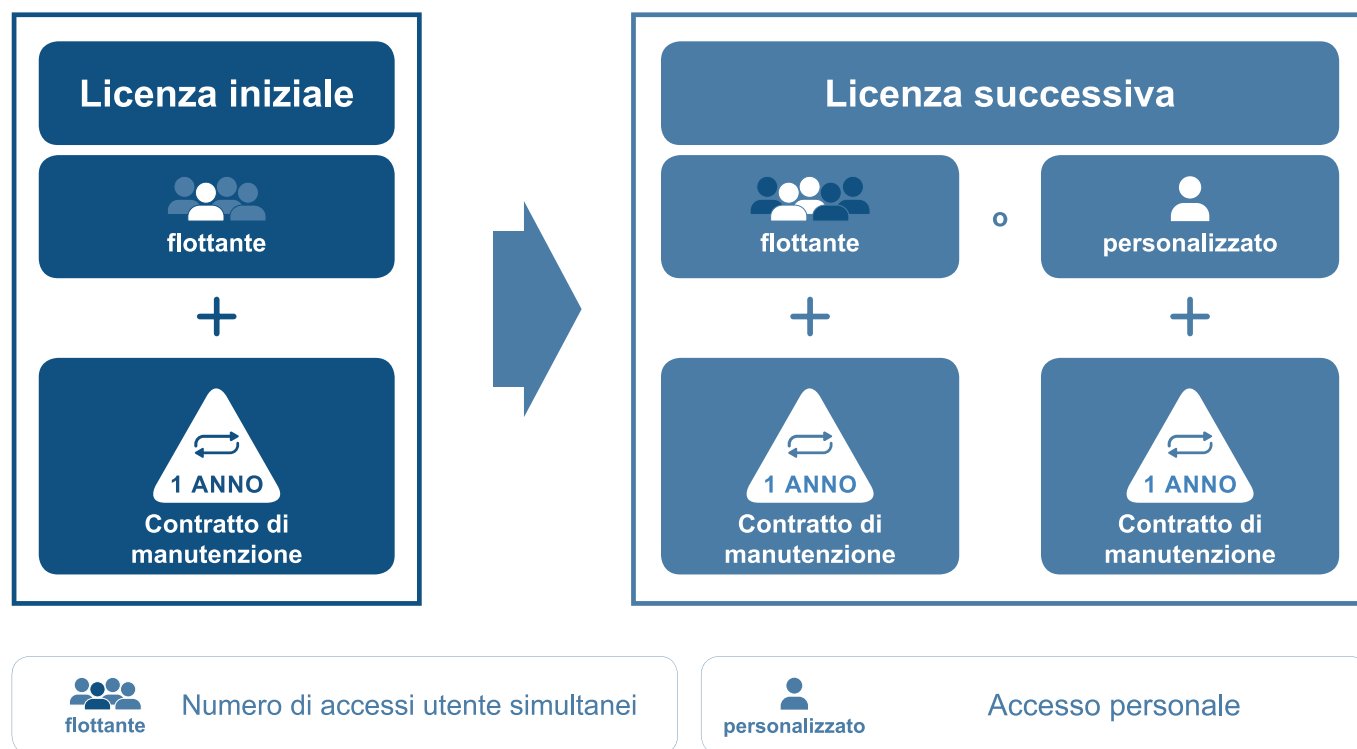 Licenza iniziale
flottante
1 ANNO
Contratto di
manutenzione
Licenza successiva
flottante
o
personalizzato
1 ANNO
Contratto di
manutenzione
1 ANNO
Contratto di
manutenzione
flottante
Numero di accessi utente simultanei
personalizzato
Accesso personale